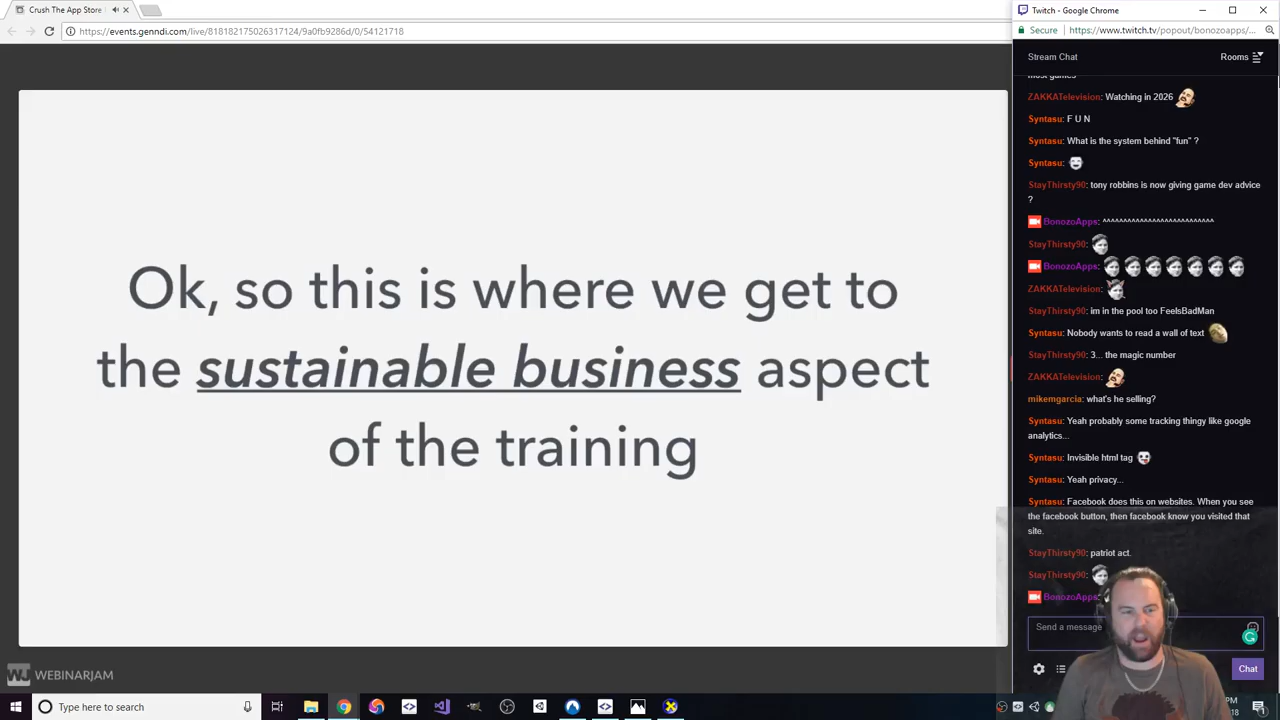 Crush The App Store
https://events.genndi.com/live/818182175026317124/
Twitch - Google Chrome
Secure
https://www.twitch.tv/popout/bonozoapps/...
Stream Chat
Rooms
most games
ZAKKATelevision: Watching in 2026
Syntasu: F U N
Syntasu: What is the system behind "fun" ?
Syntasu:
StayThirsty90: tony robbins is now giving game dev advice
?
BonozoApps: ^^^^^^^^^^^^^^^^^^^^^^^^^^^
StayThirsty90:
BonozoApps:
ZAKKATelevision:
StayThirsty90: im in the pool too FeelsBadMan
Syntasu: Nobody wants to read a wall of text
StayThirsty90: 3... the magic number
ZAKKATelevision:
mikemgarcia: what's he selling?
Syntasu: Yeah probably some tracking thingy like google
analytics...
Syntasu: Invisible html tag
Syntasu: Yeah privacy...
Syntasu: Facebook does this on websites. When you see
the facebook button, then facebook know you visited that
site.
StayThirsty90: patriot act.
StayThirsty90:
BonozoApps:
Send a message
Chat
Ok, so this is where we get to
the sustainable business aspect
of the training
WJ WEBINARJAM
Type here to search